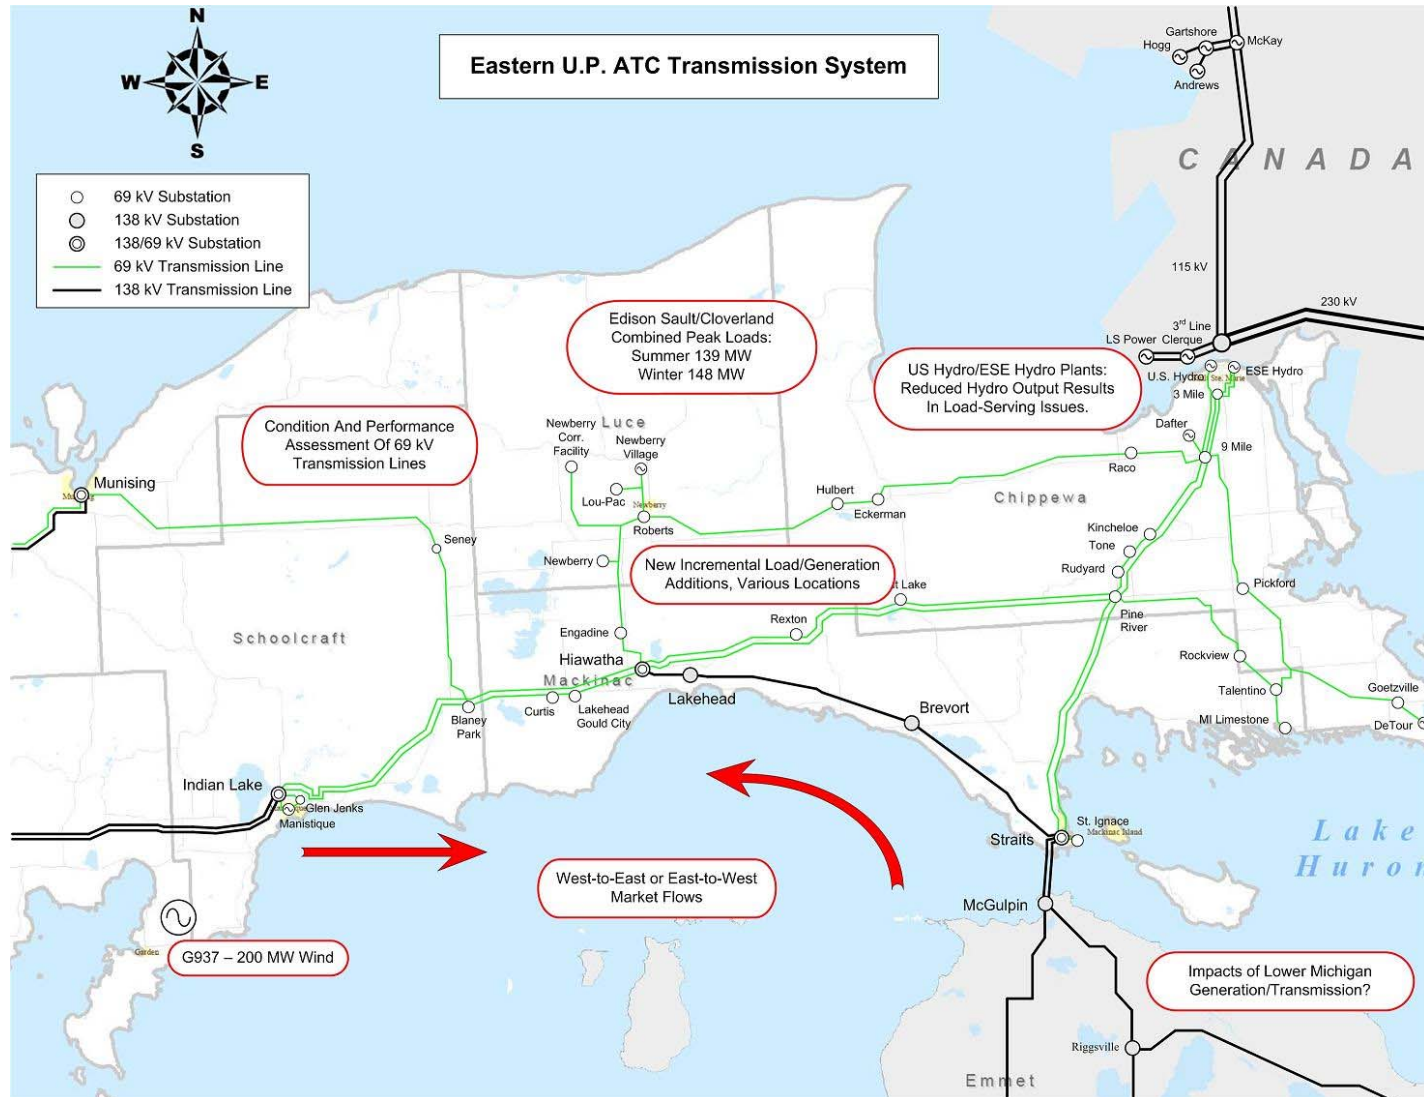 N
W
E
S
Eastern U.P. ATC Transmission System
69 kV Substation
138 kV Substation
138/69 kV Substation
69 kV Transmission Line
138 kV Transmission Line
Gartshore
Hogg
McKay
Andrews
CANADA
115 kV
230 kV
3rd Line
LS Power
Clerque
U.S. Hydro
ESE Hydro
3 Mile
Dafter
9 Mile
Raco
Edison Sault/Cloverland
Combined Peak Loads:
Summer 139 MW
Winter 148 MW
US Hydro/ESE Hydro Plants:
Reduced Hydro Output Results
In Load-Serving Issues.
Condition And Performance
Assessment Of 69 kV
Transmission Lines
Newberry
Corr.
Facility
Luce
Newberry
Village
Lou-Pac
Newberry
Roberts
Hulbert
Eckerman
Chippewa
Munising
Seney
Newberry
New Incremental Load/Generation
Additions, Various Locations
Lake
Kincheloe
Tone
Rudyard
Pickford
Pine
River
Rexton
Engadine
Schoolcraft
Hiawatha
Mackinac
Lakehead
Curtis
Lakehead
Gould City
Blaney
Park
Brevort
Rockview
Talentino
MI Limestone
Goetzville
DeTour
Indian Lake
Glen Jenks
Manistique
St. Ignace
Mackinac Island
Straits
Lake
Huron
West-to-East or East-to-West
Market Flows
McGulpin
G937 – 200 MW Wind
Garden
Impacts of Lower Michigan
Generation/Transmission?
Riggsville
Emmet